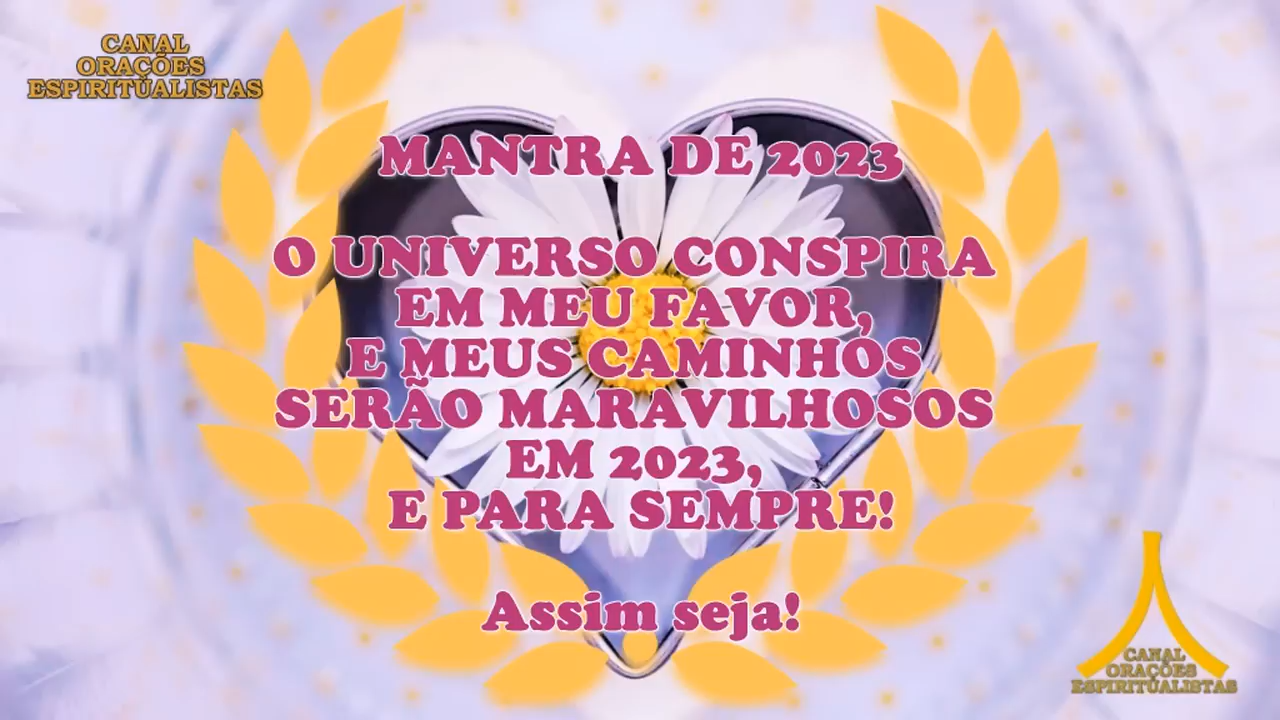 CANAL
ORAÇÕES
ESPIRITUALISTAS
MANTRA DE 2023
O UNIVERSO CONSPIRA
EM MEU FAVOR,
E MEUS CAMINHOS
SERÃO MARAVILHOSOS
EM 2023,
E PARA SEMPRE!
Assim seja!
CANAL
ORAÇÕES
ESPIRITUALISTAS